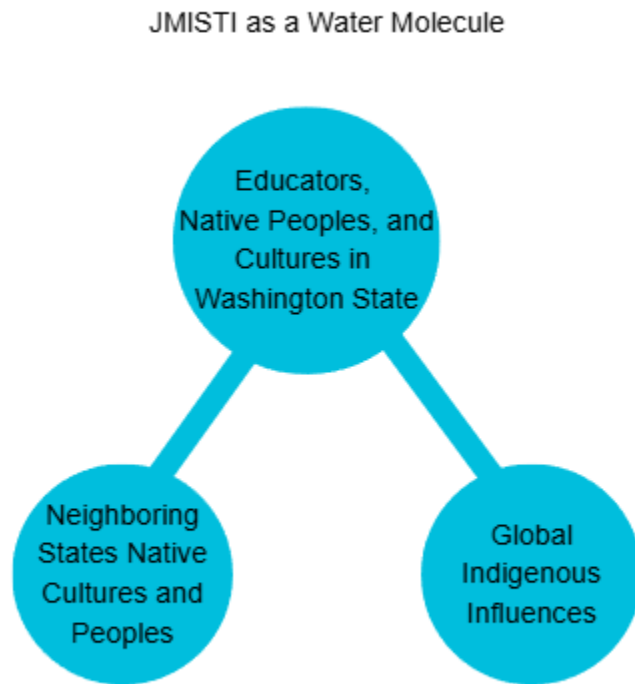 JMISTI as a Water Molecule
Educators,
Native Peoples, and
Cultures in
Washington State
Neighboring
States Native
Cultures and
Peoples
Global
Indigenous
Influences